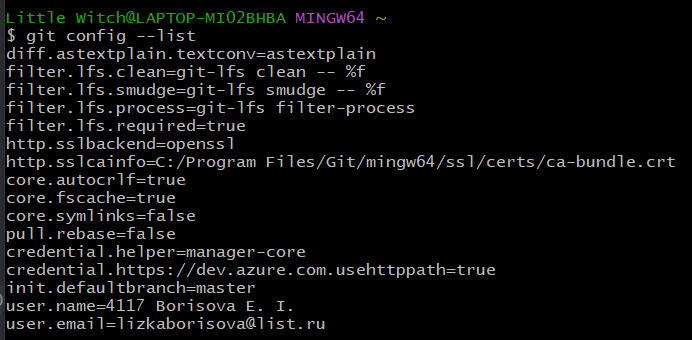 Little Witch@LAPTOP-MI02BHBA MINGW64 ~
$ git config --list
diff.astextplain.textconv=astextplain
filter.lfs.clean=git-lfs clean -- %f
filter.lfs.smudge=git-lfs smudge -- %f
filter.lfs.process=git-lfs filter-process
filter.lfs.required=true
http.sslbackend=openssl
http.sslcainfo=C:/Program Files/Git/mingw64/ssl/certs/ca-bundle.crt
core.autocrlf=true
core.fscache=true
core.symlinks=false
pull.rebase=false
credential.helper=manager-core
credential.https://dev.azure.com.usehttppath=true
init.defaultbranch=master
user.name=4117 Borisova E. I.
user.email=lizkaborisova@list.ru